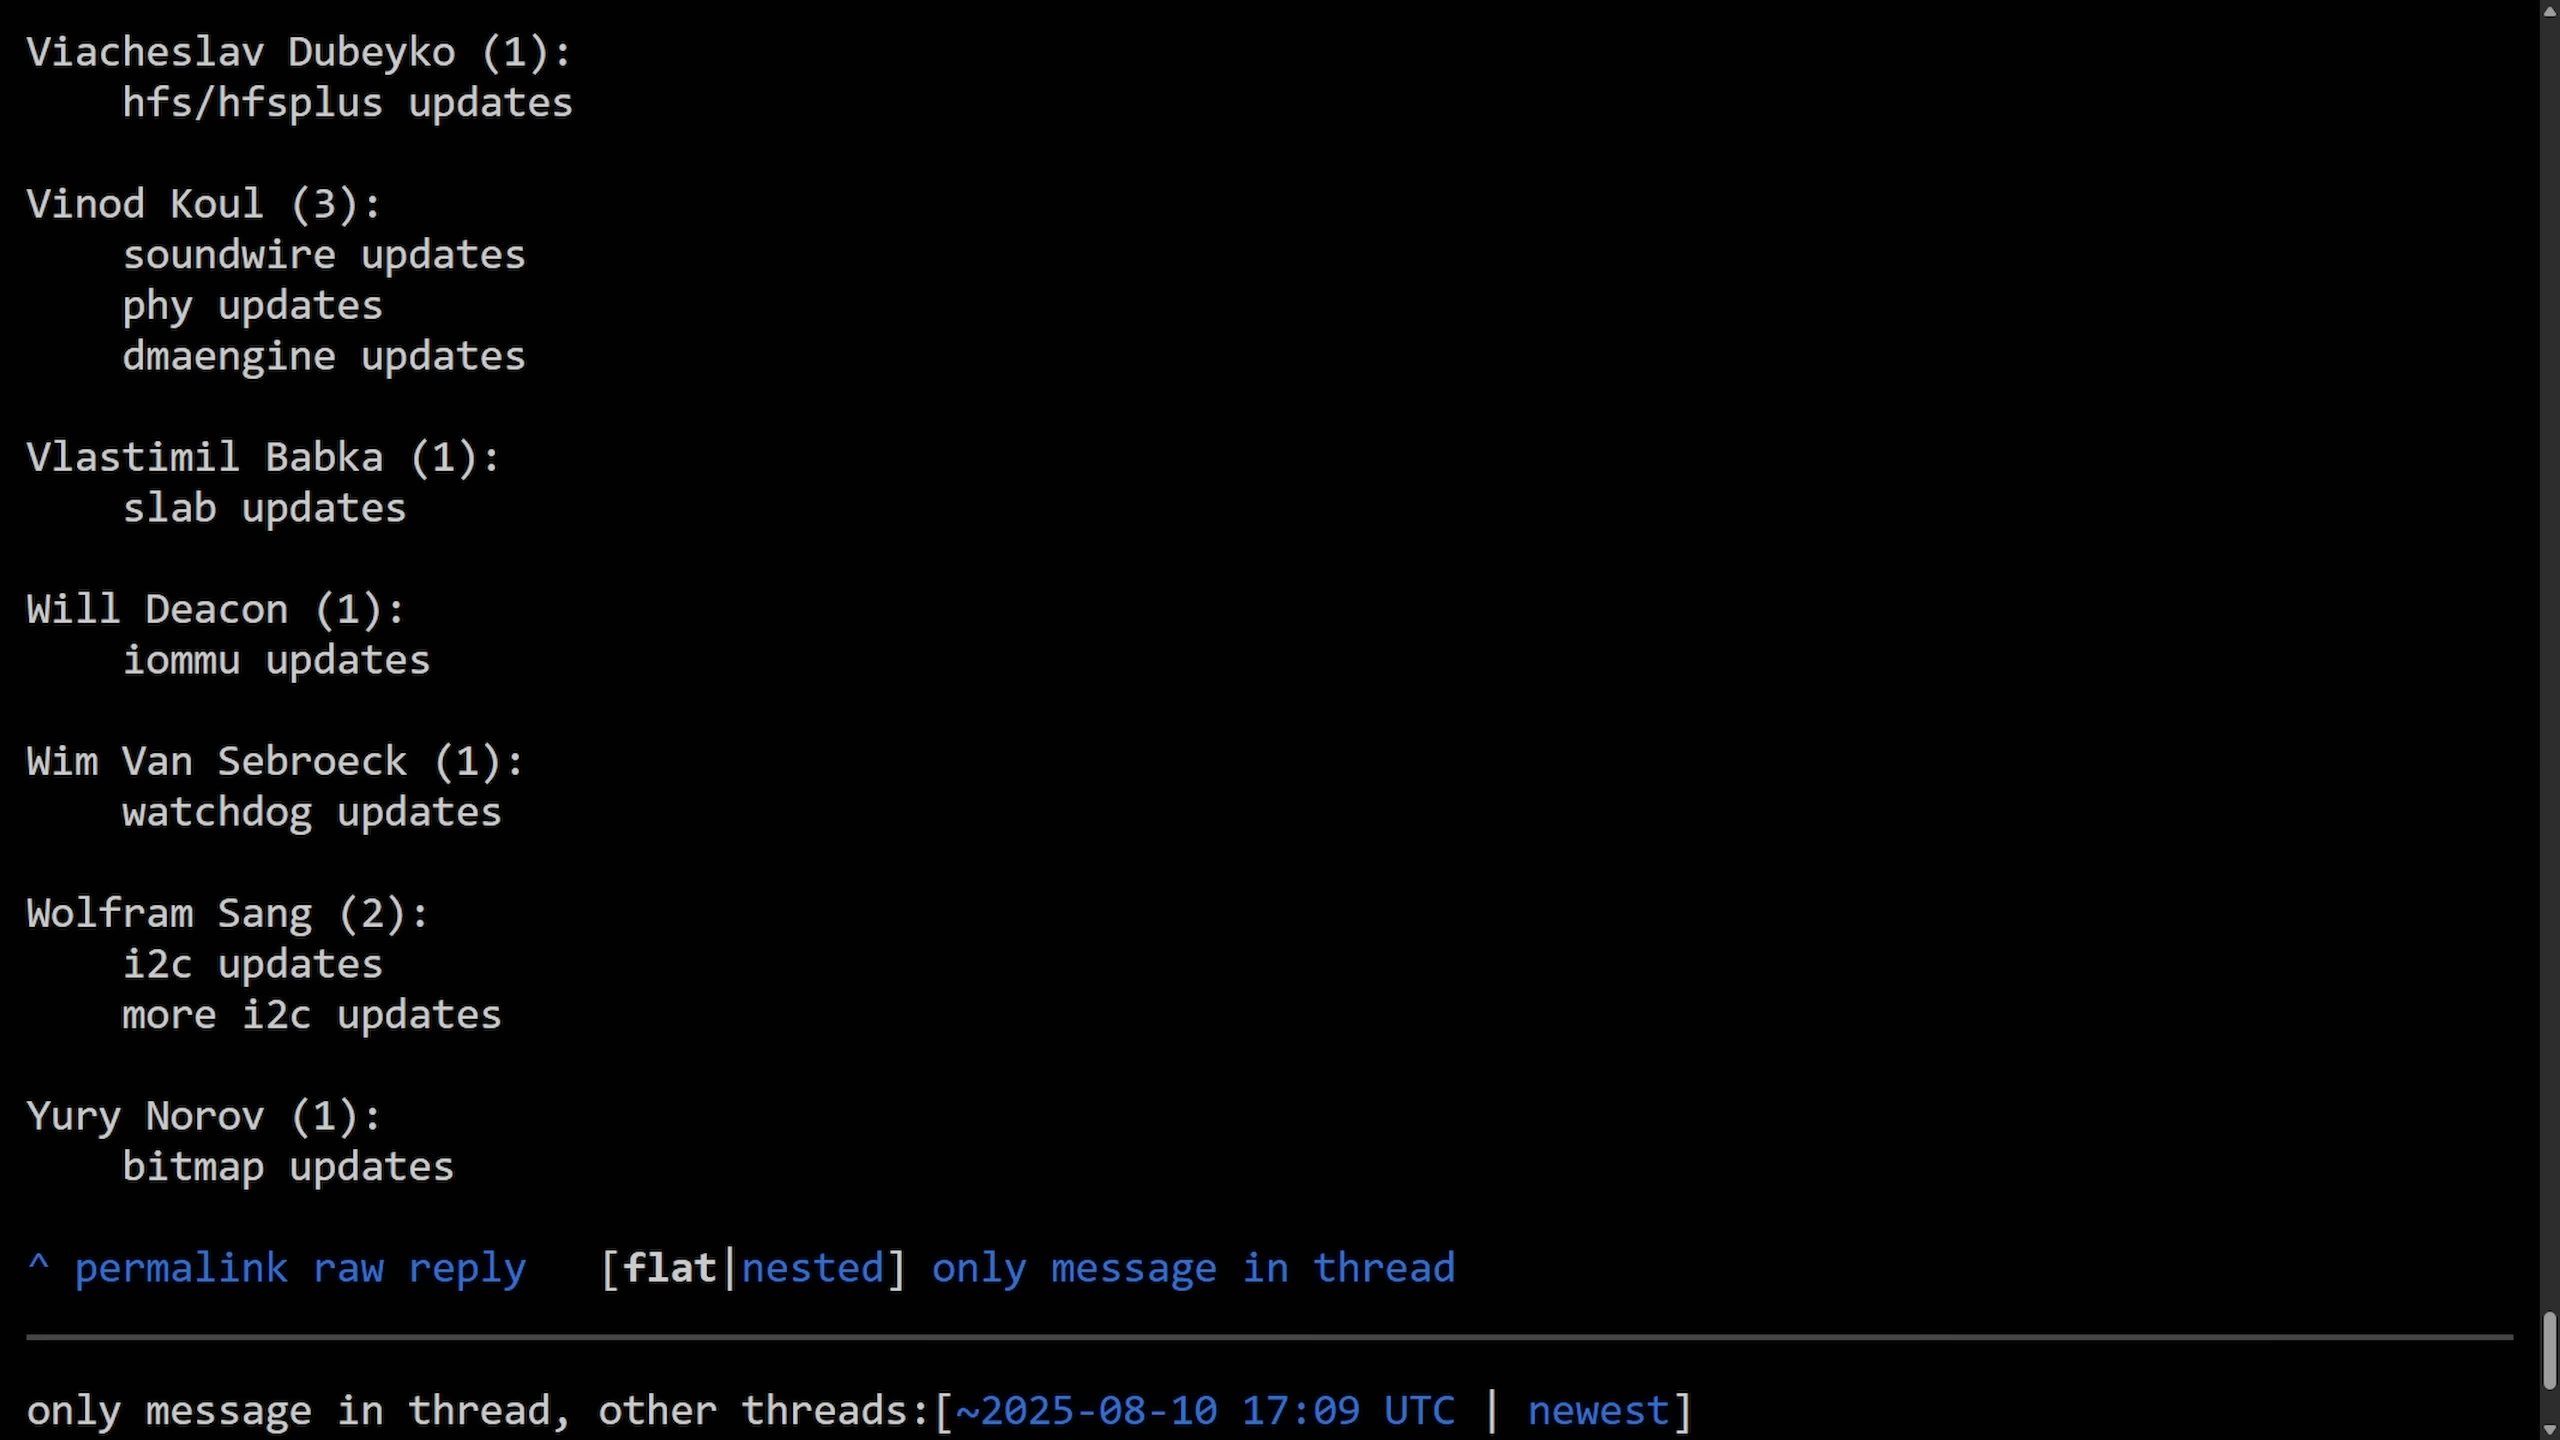 Viacheslav Dubeyko (1):
hfs/hfsplus updates
Vinod Koul (3):
soundwire updates
phy updates
dmaengine updates
Vlastimil Babka (1):
slab updates
Will Deacon (1):
iommu updates
Wim Van Sebroeck (1):
watchdog updates
Wolfram Sang (2):
i2c updates
more i2c updates
Yury Norov (1):
bitmap updates
^ permalink raw reply [flat|nested] only message in thread
only message in thread, other threads:[~2025-08-10 17:09 UTC | newest]